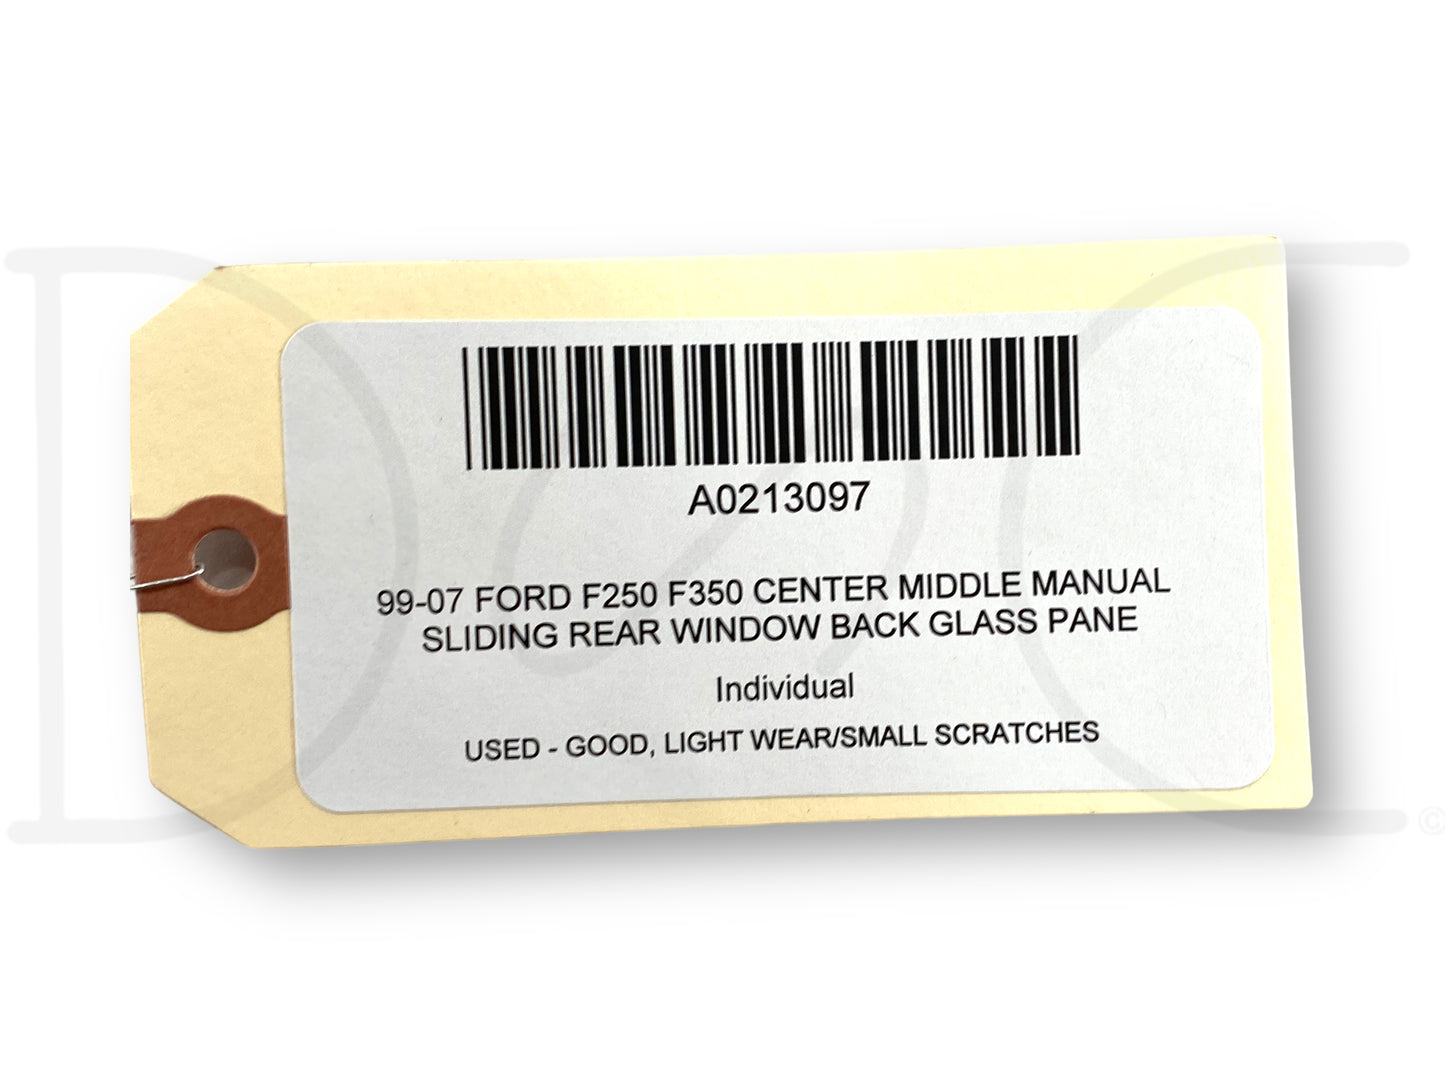 A0213097
99-07 FORD F250 F350 CENTER MIDDLE MANUAL
SLIDING REAR WINDOW BACK GLASS PANE
Individual
USED - GOOD, LIGHT WEAR/SMALL SCRATCHES
©